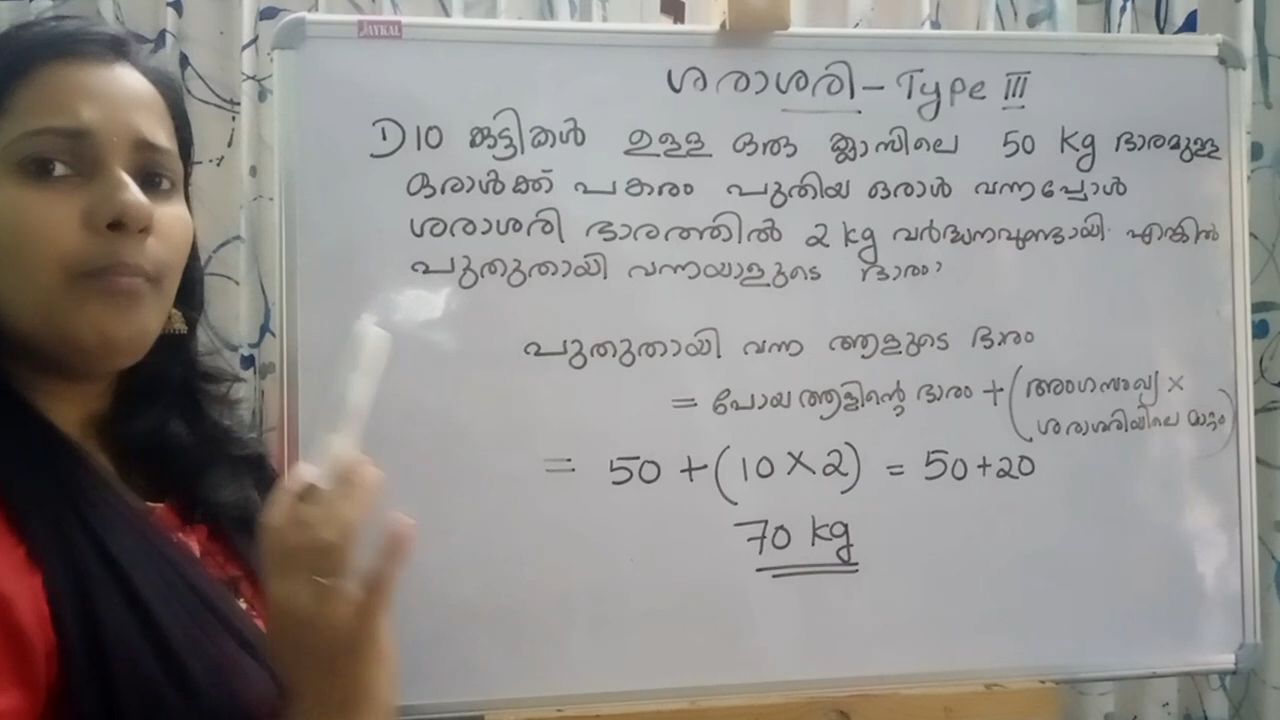 JAYKAL
ശരാശരി - Type III
1) 10 കുട്ടികൾ ഉള്ള ഒരു ക്ലാസിലെ 50 Kg ഭാരമുള്ള
ഒരാൾക്ക് പകരം പുതിയ ഒരാൾ വന്നപ്പോൾ
ശരാശരി ഭാരത്തിൽ 2 kg വർദ്ധനവുണ്ടായി. എങ്കിൽ
പുതുതായി വന്നയാളുടെ ഭാരം?
പുതുതായി വന്ന ആളുടെ ഭാരം
= പോയ ആളിന്റെ ഭാരം + ( അംഗസംഖ്യ ×
ശരാശരിയിലെ മാറ്റം )
= 50 + (10 × 2) = 50+20
70 kg